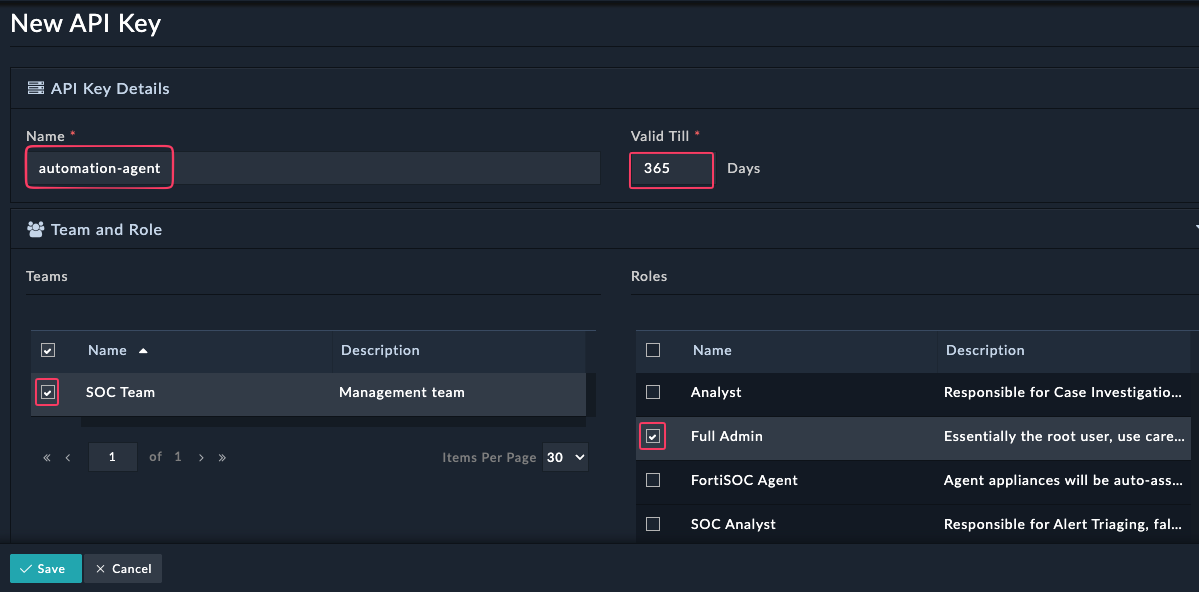 New API Key
API Key Details
Name *
Valid Till *
automation-agent
365 Days
Team and Role
Teams
Roles
Name Description
SOC Team Management team
« ‹ 1 of 1 › »
Items Per Page 30
Name Description
Analyst Responsible for Case Investigatio...
Full Admin Essentially the root user, use care...
FortiSOC Agent Agent appliances will be auto-ass...
SOC Analyst Responsible for Alert Triaging, fal...
Save Cancel